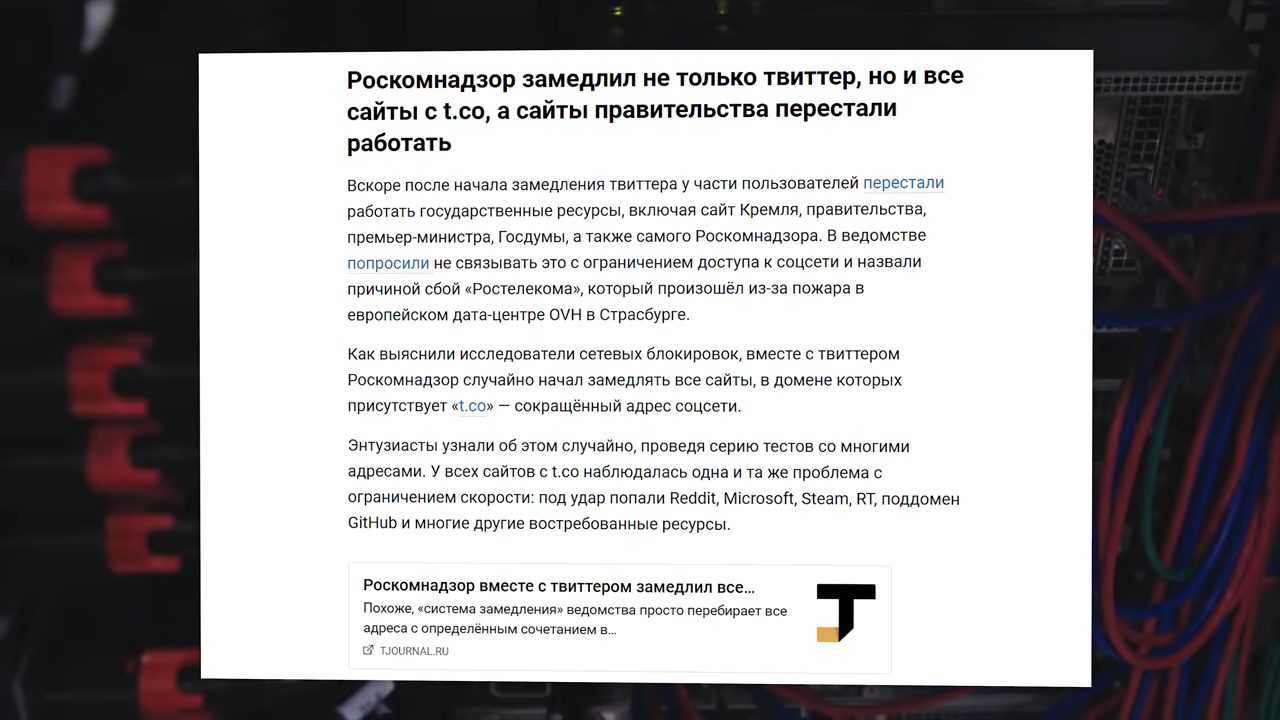 Роскомнадзор замедлил не только твиттер, но и все
сайты с t.co, а сайты правительства перестали
работать
Вскоре после начала замедления твиттера у части пользователей перестали
работать государственные ресурсы, включая сайт Кремля, правительства,
премьер-министра, Госдумы, а также самого Роскомнадзора. В ведомстве
попросили не связывать это с ограничением доступа к соцсети и назвали
причиной сбой «Ростелекома», который произошёл из-за пожара в
европейском дата-центре OVH в Страсбурге.
Как выяснили исследователи сетевых блокировок, вместе с твиттером
Роскомнадзор случайно начал замедлять все сайты, в домене которых
присутствует «t.co» — сокращённый адрес соцсети.
Энтузиасты узнали об этом случайно, проведя серию тестов со многими
адресами. У всех сайтов с t.co наблюдалась одна и та же проблема с
ограничением скорости: под удар попали Reddit, Microsoft, Steam, RT, поддомен
GitHub и многие другие востребованные ресурсы.
Роскомнадзор вместе с твиттером замедлил все…
Похоже, «система замедления» ведомства просто перебирает все
адреса с определённым сочетанием в…
TJOURNAL.RU